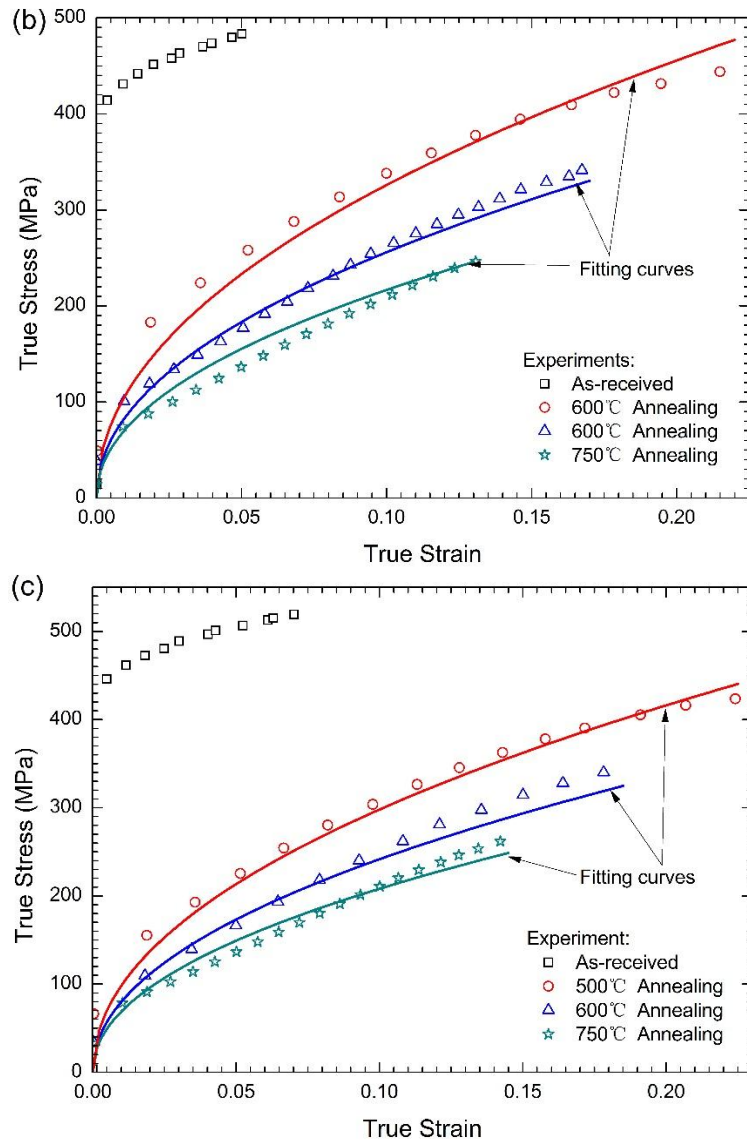 (b)
500
400
300
200
100
0
True Stress (MPa)
Fitting curves
Experiments:
As-received
600℃ Annealing
600℃ Annealing
750℃ Annealing
0.00 0.05 0.10 0.15 0.20
True Strain
(c)
500
400
300
200
100
0
True Stress (MPa)
Fitting curves
Experiment:
As-received
500℃ Annealing
600℃ Annealing
750℃ Annealing
0.00 0.05 0.10 0.15 0.20
True Strain